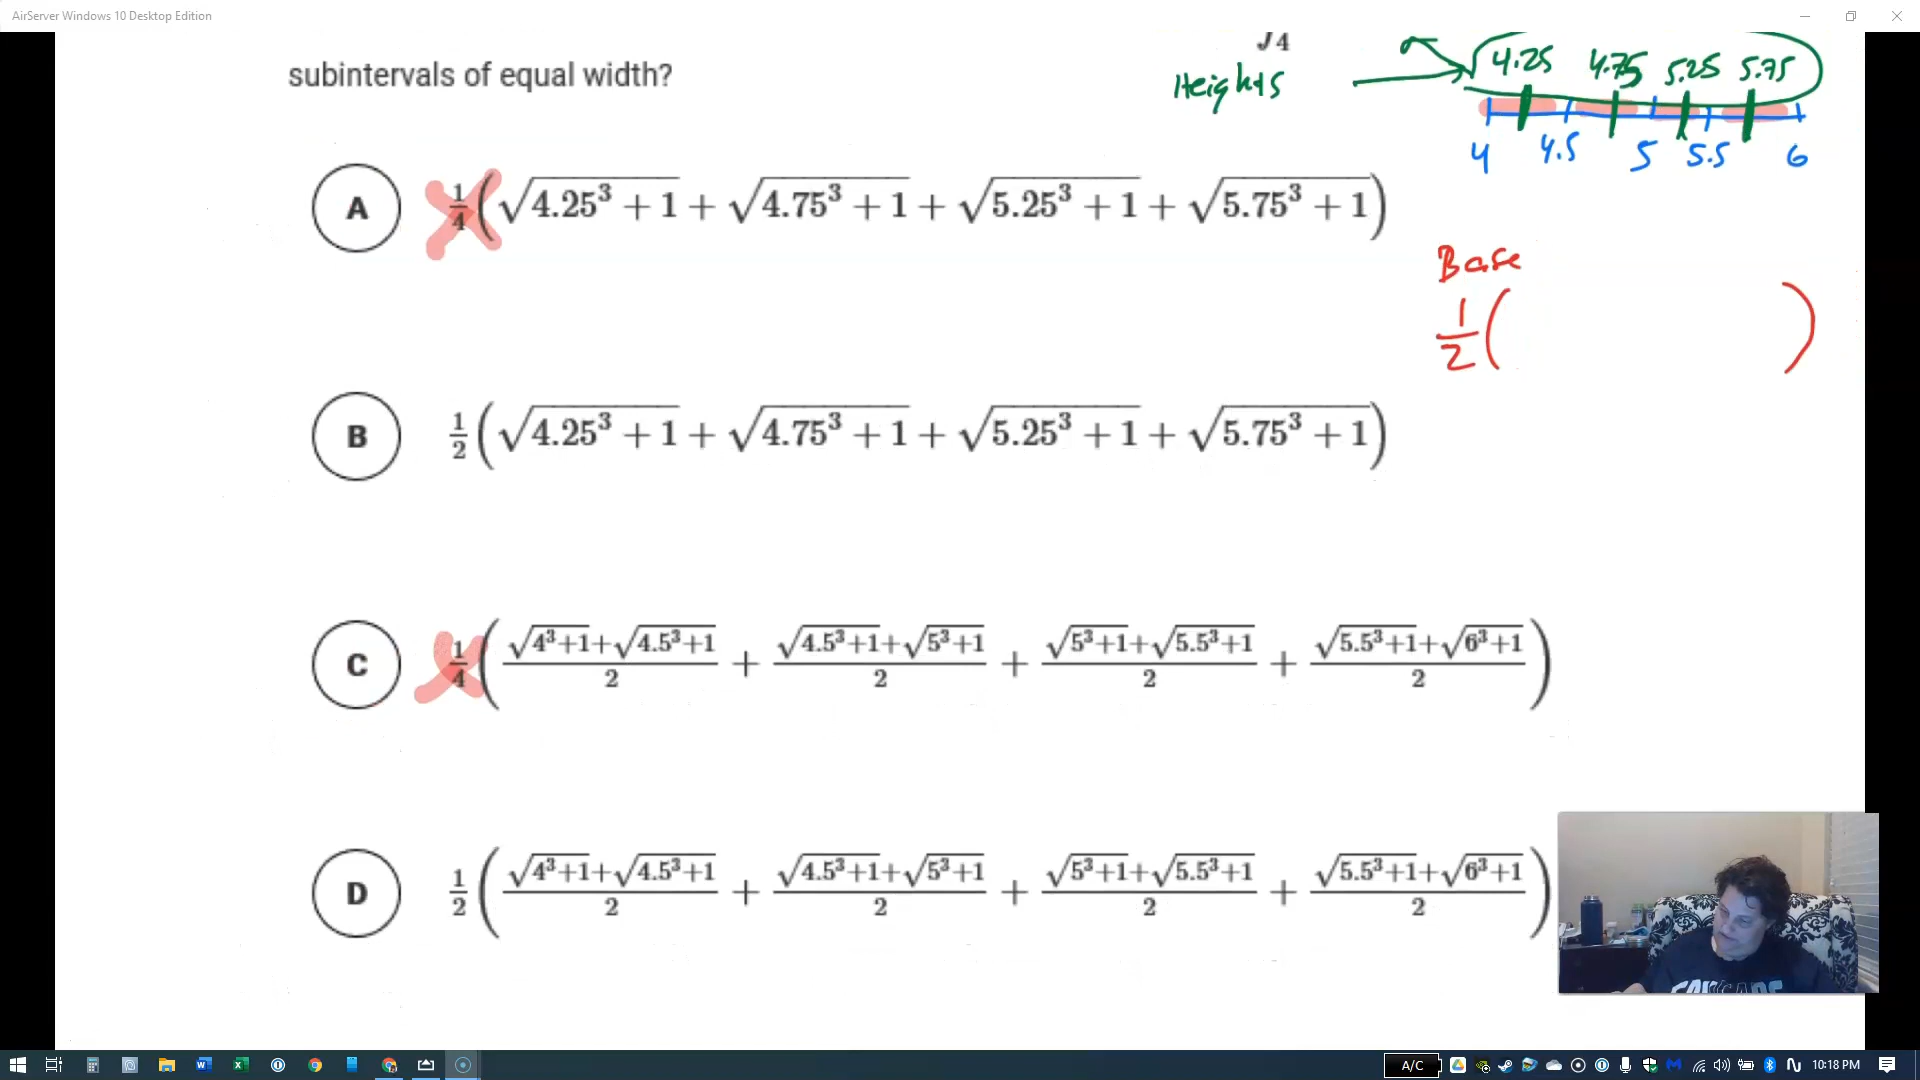 AirServer Windows 10 Desktop Edition
J4
subintervals of equal width?
Heights
4.25 4.75 5.25 5.75
4 4.5 5 5.5 6
A 1/4 (√(4.25³ + 1) + √(4.75³ + 1) + √(5.25³ + 1) + √(5.75³ + 1))
Base
1/2 ( )
B 1/2 (√(4.25³ + 1) + √(4.75³ + 1) + √(5.25³ + 1) + √(5.75³ + 1))
C 1/4 ((√(4³+1)+√(4.5³+1))/2 + (√(4.5³+1)+√(5³+1))/2 + (√(5³+1)+√(5.5³+1))/2 + (√(5.5³+1)+√(6³+1))/2)
D 1/2 ((√(4³+1)+√(4.5³+1))/2 + (√(4.5³+1)+√(5³+1))/2 + (√(5³+1)+√(5.5³+1))/2 + (√(5.5³+1)+√(6³+1))/2)
A/C 10:18 PM